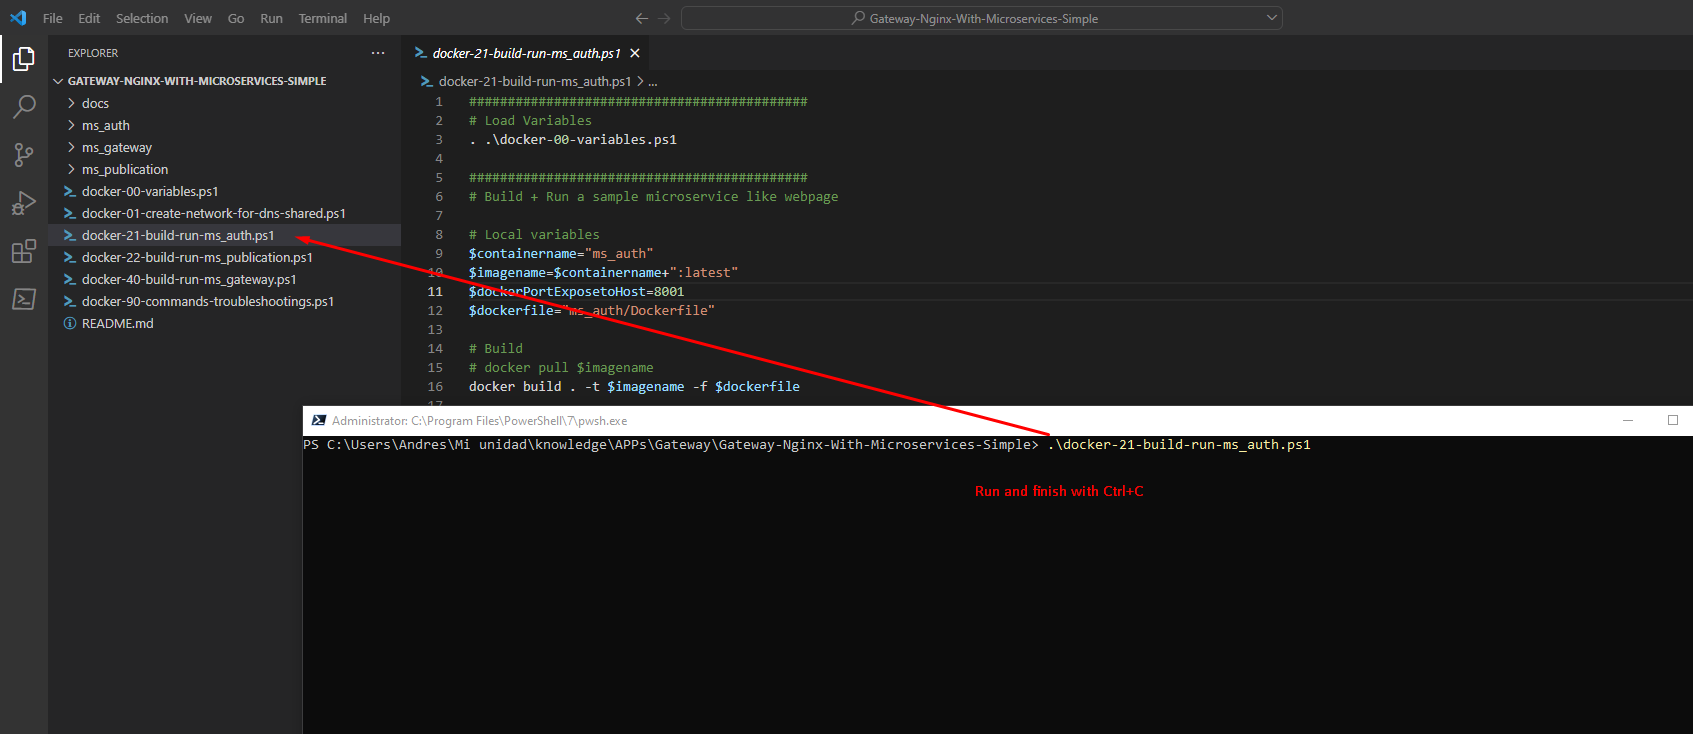 File Edit Selection View Go Run Terminal Help
Gateway-Nginx-With-Microservices-Simple
EXPLORER
GATEWAY-NGINX-WITH-MICROSERVICES-SIMPLE
docs
ms_auth
ms_gateway
ms_publication
docker-00-variables.ps1
docker-01-create-network-for-dns-shared.ps1
docker-21-build-run-ms_auth.ps1
docker-22-build-run-ms_publication.ps1
docker-40-build-run-ms_gateway.ps1
docker-90-commands-troubleshootings.ps1
README.md
docker-21-build-run-ms_auth.ps1
docker-21-build-run-ms_auth.ps1 > ...
1 ############################################
2 # Load Variables
3 . .\docker-00-variables.ps1
4
5 ############################################
6 # Build + Run a sample microservice like webpage
7
8 # Local variables
9 $containername="ms_auth"
10 $imagename=$containername+":latest"
11 $dockerPortExposetoHost=8001
12 $dockerfile="ms_auth/Dockerfile"
13
14 # Build
15 # docker pull $imagename
16 docker build . -t $imagename -f $dockerfile
17
Administrator: C:\Program Files\PowerShell\7\pwsh.exe
PS C:\Users\Andres\Mi unidad\knowledge\APPs\Gateway\Gateway-Nginx-With-Microservices-Simple> .\docker-21-build-run-ms_auth.ps1
Run and finish with Ctrl+C